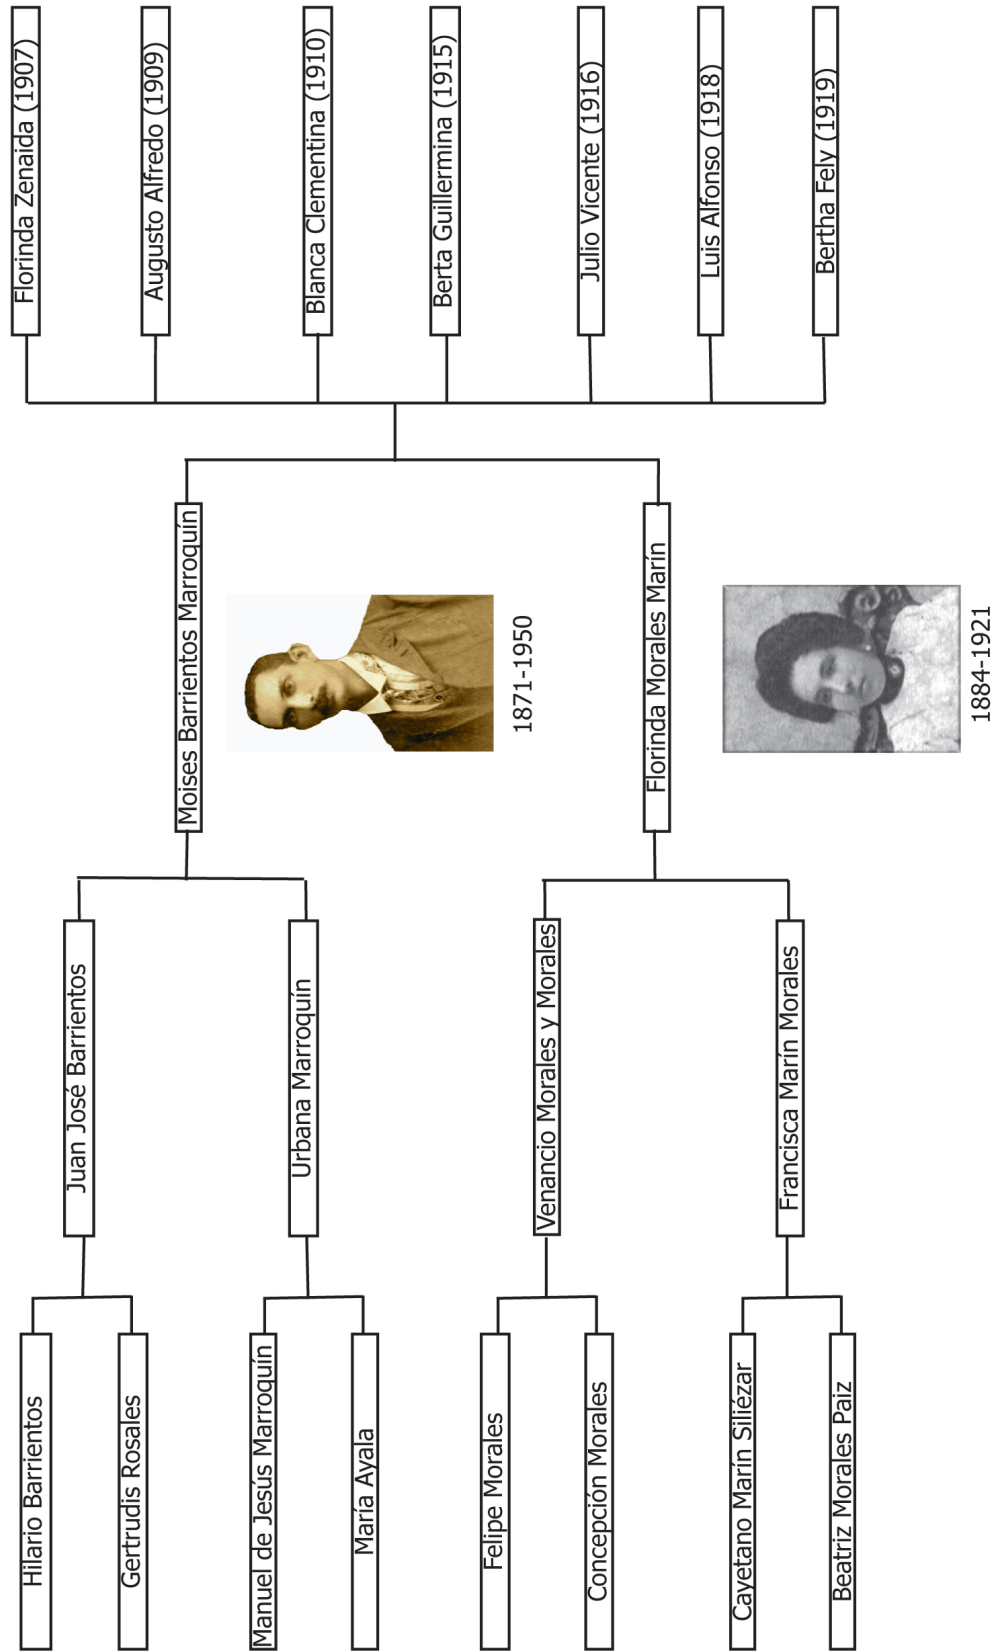 Hilario Barrientos
Gertrudis Rosales
Manuel de Jesús Marroquín
María Ayala
Felipe Morales
Concepción Morales
Cayetano Marín Siliézar
Beatriz Morales Paiz
Juan José Barrientos
Urbana Marroquín
Venancio Morales y Morales
Francisca Marín Morales
Moises Barrientos Marroquín
1871-1950
Florinda Morales Marín
1884-1921
Florinda Zenaida (1907)
Augusto Alfredo (1909)
Blanca Clementina (1910)
Berta Guillermina (1915)
Julio Vicente (1916)
Luis Alfonso (1918)
Bertha Fely (1919)